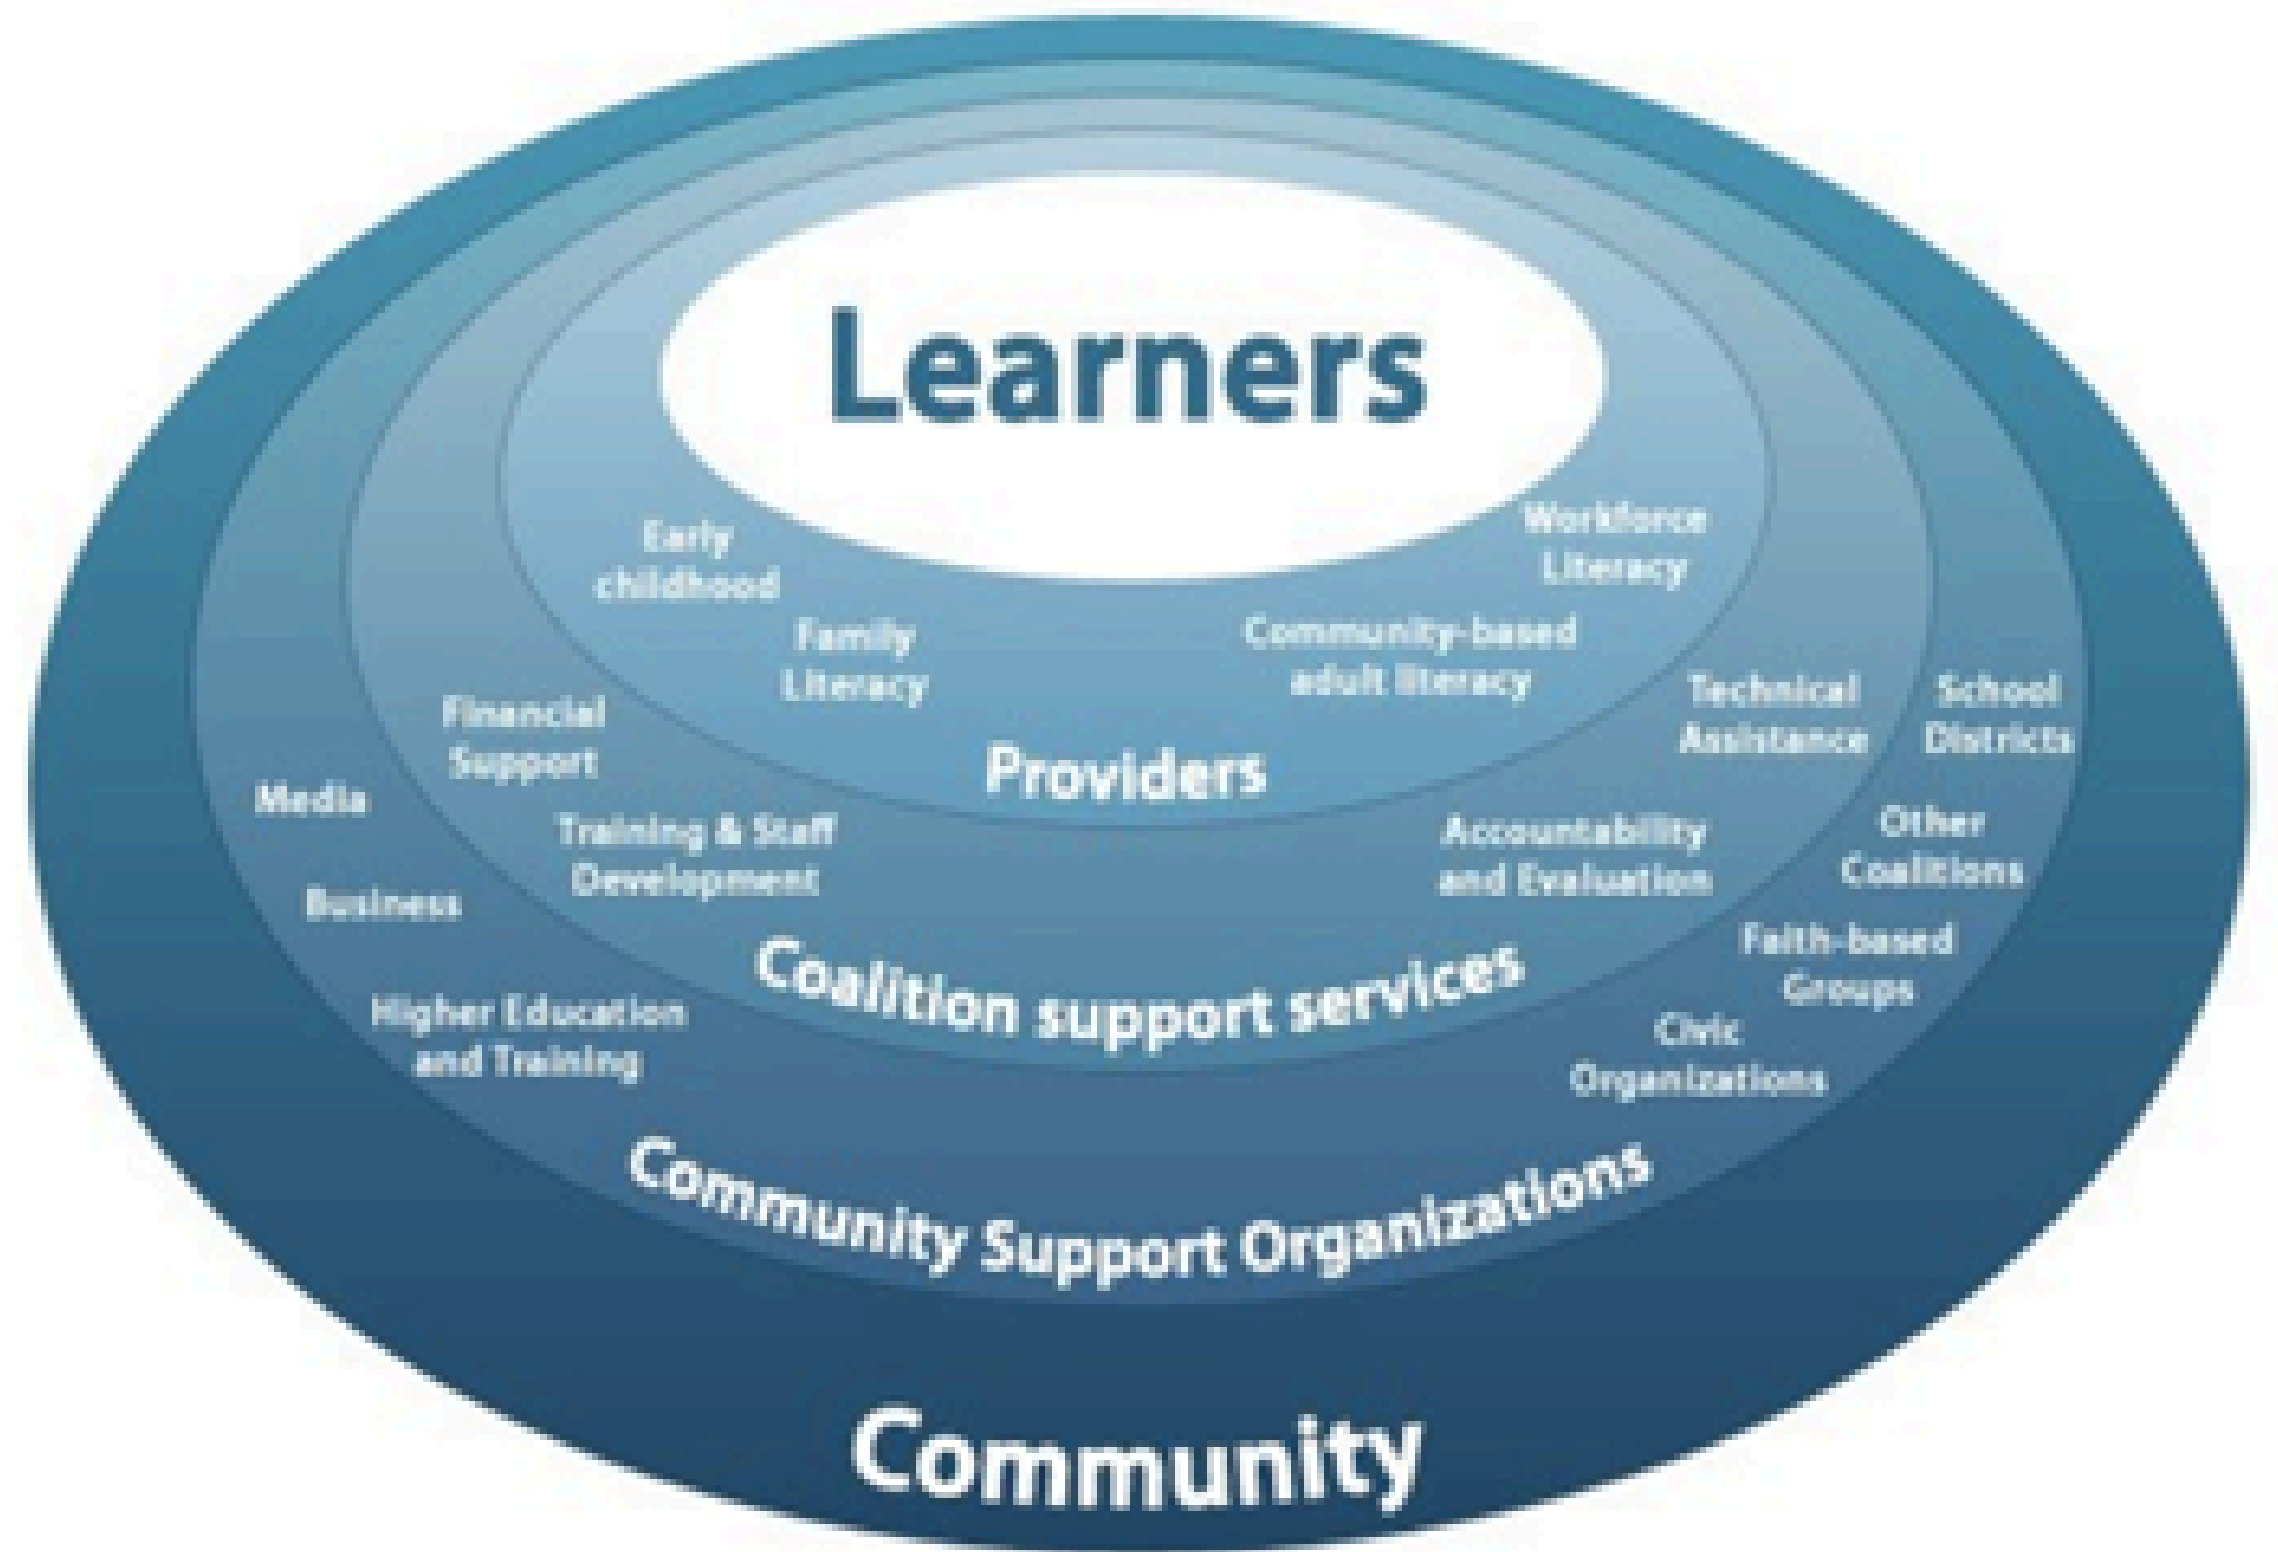 Learners
Early
childhood
Family
Literacy
Community-based
adult literacy
Workforce
Literacy
Providers
Financial
Support
Training & Staff
Development
Accountability
and Evaluation
Technical
Assistance
Coalition support services
Media
Business
Higher Education
and Training
School
Districts
Other
Coalitions
Faith-based
Groups
Civic
Organizations
Community Support Organizations
Community